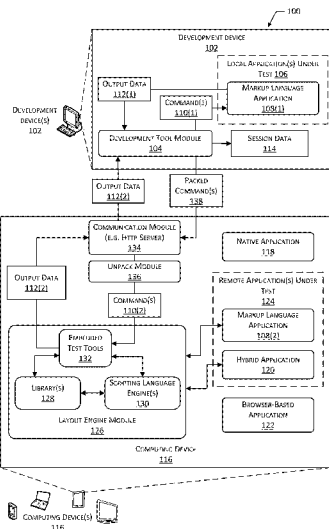 100
DEVELOPMENT DEVICE
102
LOCAL APPLICATION(S) UNDER
TEST 106
OUTPUT DATA
112(1)
MARKUP LANGUAGE
APPLICATION
108(1)
COMMAND(S)
110(1)
DEVELOPMENT TOOL MODULE
104
SESSION DATA
114
DEVELOPMENT
DEVICE(S)
102
OUTPUT DATA
112(2)
PACKED
COMMAND(S)
138
COMMUNICATION MODULE
(E.G. HTTP SERVER)
134
UNPACK MODULE
136
NATIVE APPLICATION
118
OUTPUT DATA
112(2)
COMMAND(S)
110(2)
REMOTE APPLICATION(S) UNDER
TEST
124
MARKUP LANGUAGE
APPLICATION
108(2)
EMBEDDED
TEST TOOLS
132
HYBRID APPLICATION
120
LIBRARY(S)
128
SCRIPTING LANGUAGE
ENGINE(S)
130
BROWSER-BASED
APPLICATION
122
LAYOUT ENGINE MODULE
126
COMPUTING DEVICE
116
COMPUTING DEVICE(S)
116